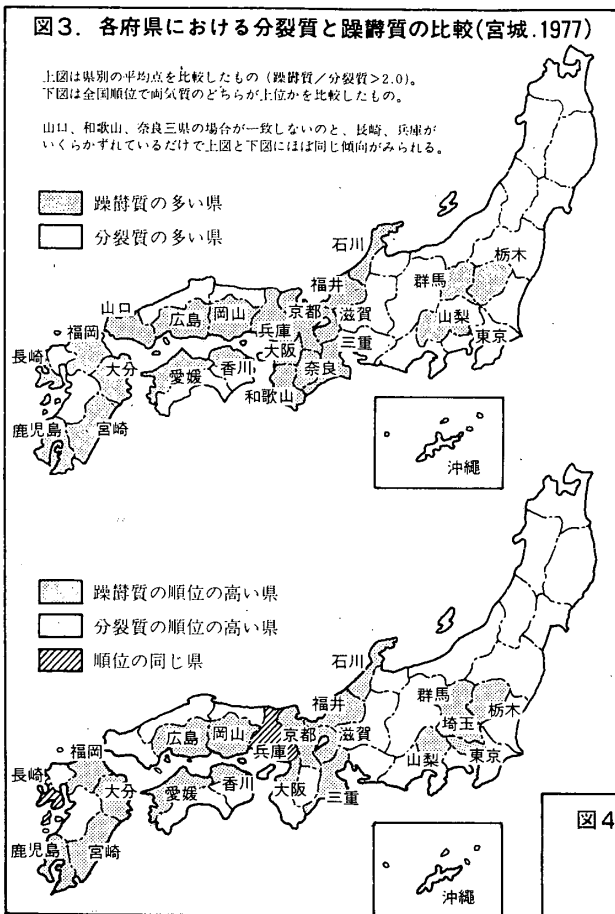 図3. 各府県における分裂質と躁欝質の比較(宮城.1977)
上図は県別の平均点を比較したもの(躁欝質/分裂質>2.0)。
下図は全国順位で両気質のどちらが上位かを比較したもの。
山口、和歌山、奈良三県の場合が一致しないのと、長崎、兵庫が
いくらかずれているだけで上図と下図にほぼ同じ傾向がみられる。
躁欝質の多い県
分裂質の多い県
石川
栃木
群馬
福井
山口
広島
岡山
京都
滋賀
山梨
兵庫
福岡
東京
三重
大阪
長崎
大分
香川
奈良
愛媛
和歌山
鹿児島
宮崎
沖縄
躁欝質の順位の高い県
分裂質の順位の高い県
順位の同じ県
石川
群馬
福井
栃木
埼玉
広島
岡山
京都
滋賀
福岡
兵庫
山梨
東京
長崎
大分
愛媛
香川
大阪
三重
鹿児島
宮崎
沖縄
図4